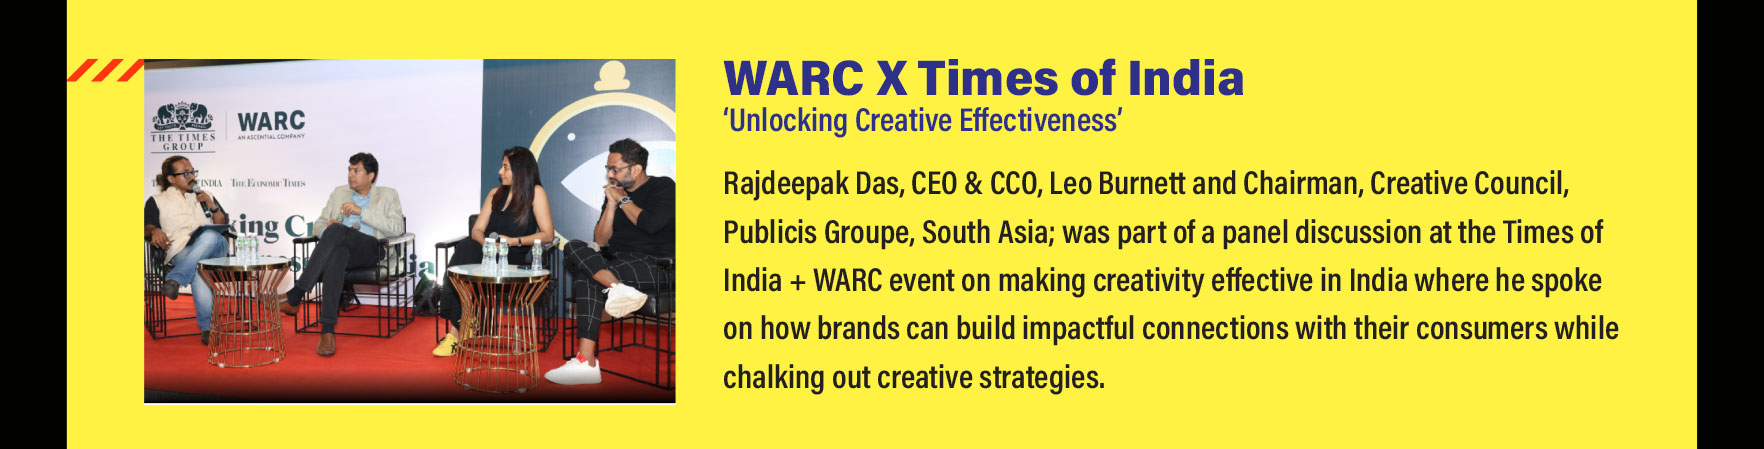 WARC X Times of India
‘Unlocking Creative Effectiveness’
Rajdeepak Das, CEO & CCO, Leo Burnett and Chairman, Creative Council,
Publicis Groupe, South Asia; was part of a panel discussion at the Times of
India + WARC event on making creativity effective in India where he spoke
on how brands can build impactful connections with their consumers while
chalking out creative strategies.
THE TIMES
GROUP
WARC
AN ASCENTIAL COMPANY
INDIA
THE ECONOMIC TIMES
king Cr